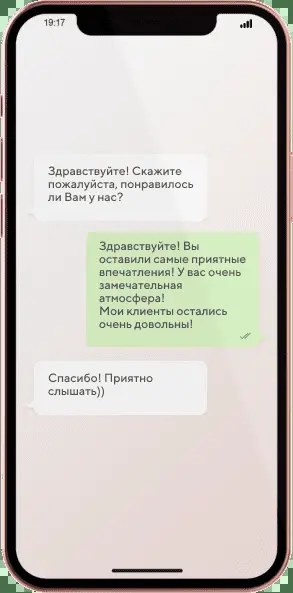 19:17
Здравствуйте! Скажите
пожалуйста, понравилось
ли Вам у нас?
Здравствуйте! Вы
оставили самые приятные
впечатления! У вас очень
замечательная
атмосфера!
Мои клиенты остались
очень довольны!
Спасибо! Приятно
слышать))